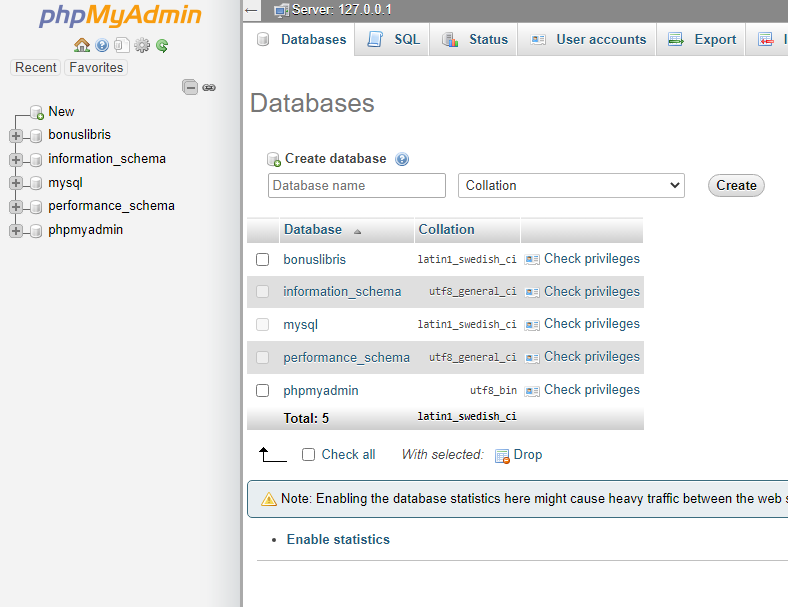 phpMyAdmin
Recent Favorites
New
bonuslibris
information_schema
mysql
performance_schema
phpmyadmin
Server: 127.0.0.1
Databases SQL Status User accounts Export
Databases
Create database
Database name Collation Create
Database Collation
bonuslibris latin1_swedish_ci Check privileges
information_schema utf8_general_ci Check privileges
mysql latin1_swedish_ci Check privileges
performance_schema utf8_general_ci Check privileges
phpmyadmin utf8_bin Check privileges
Total: 5 latin1_swedish_ci
Check all With selected: Drop
Note: Enabling the database statistics here might cause heavy traffic between the web
Enable statistics